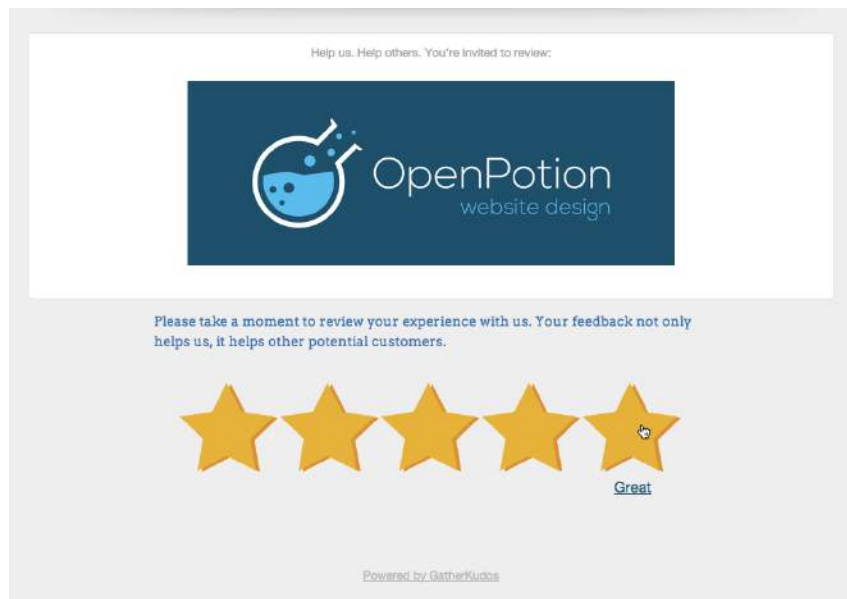 Help us. Help others. You're invited to review:
OpenPotion
website design
Please take a moment to review your experience with us. Your feedback not only
helps us, it helps other potential customers.
Great
Powered by GatherKudos